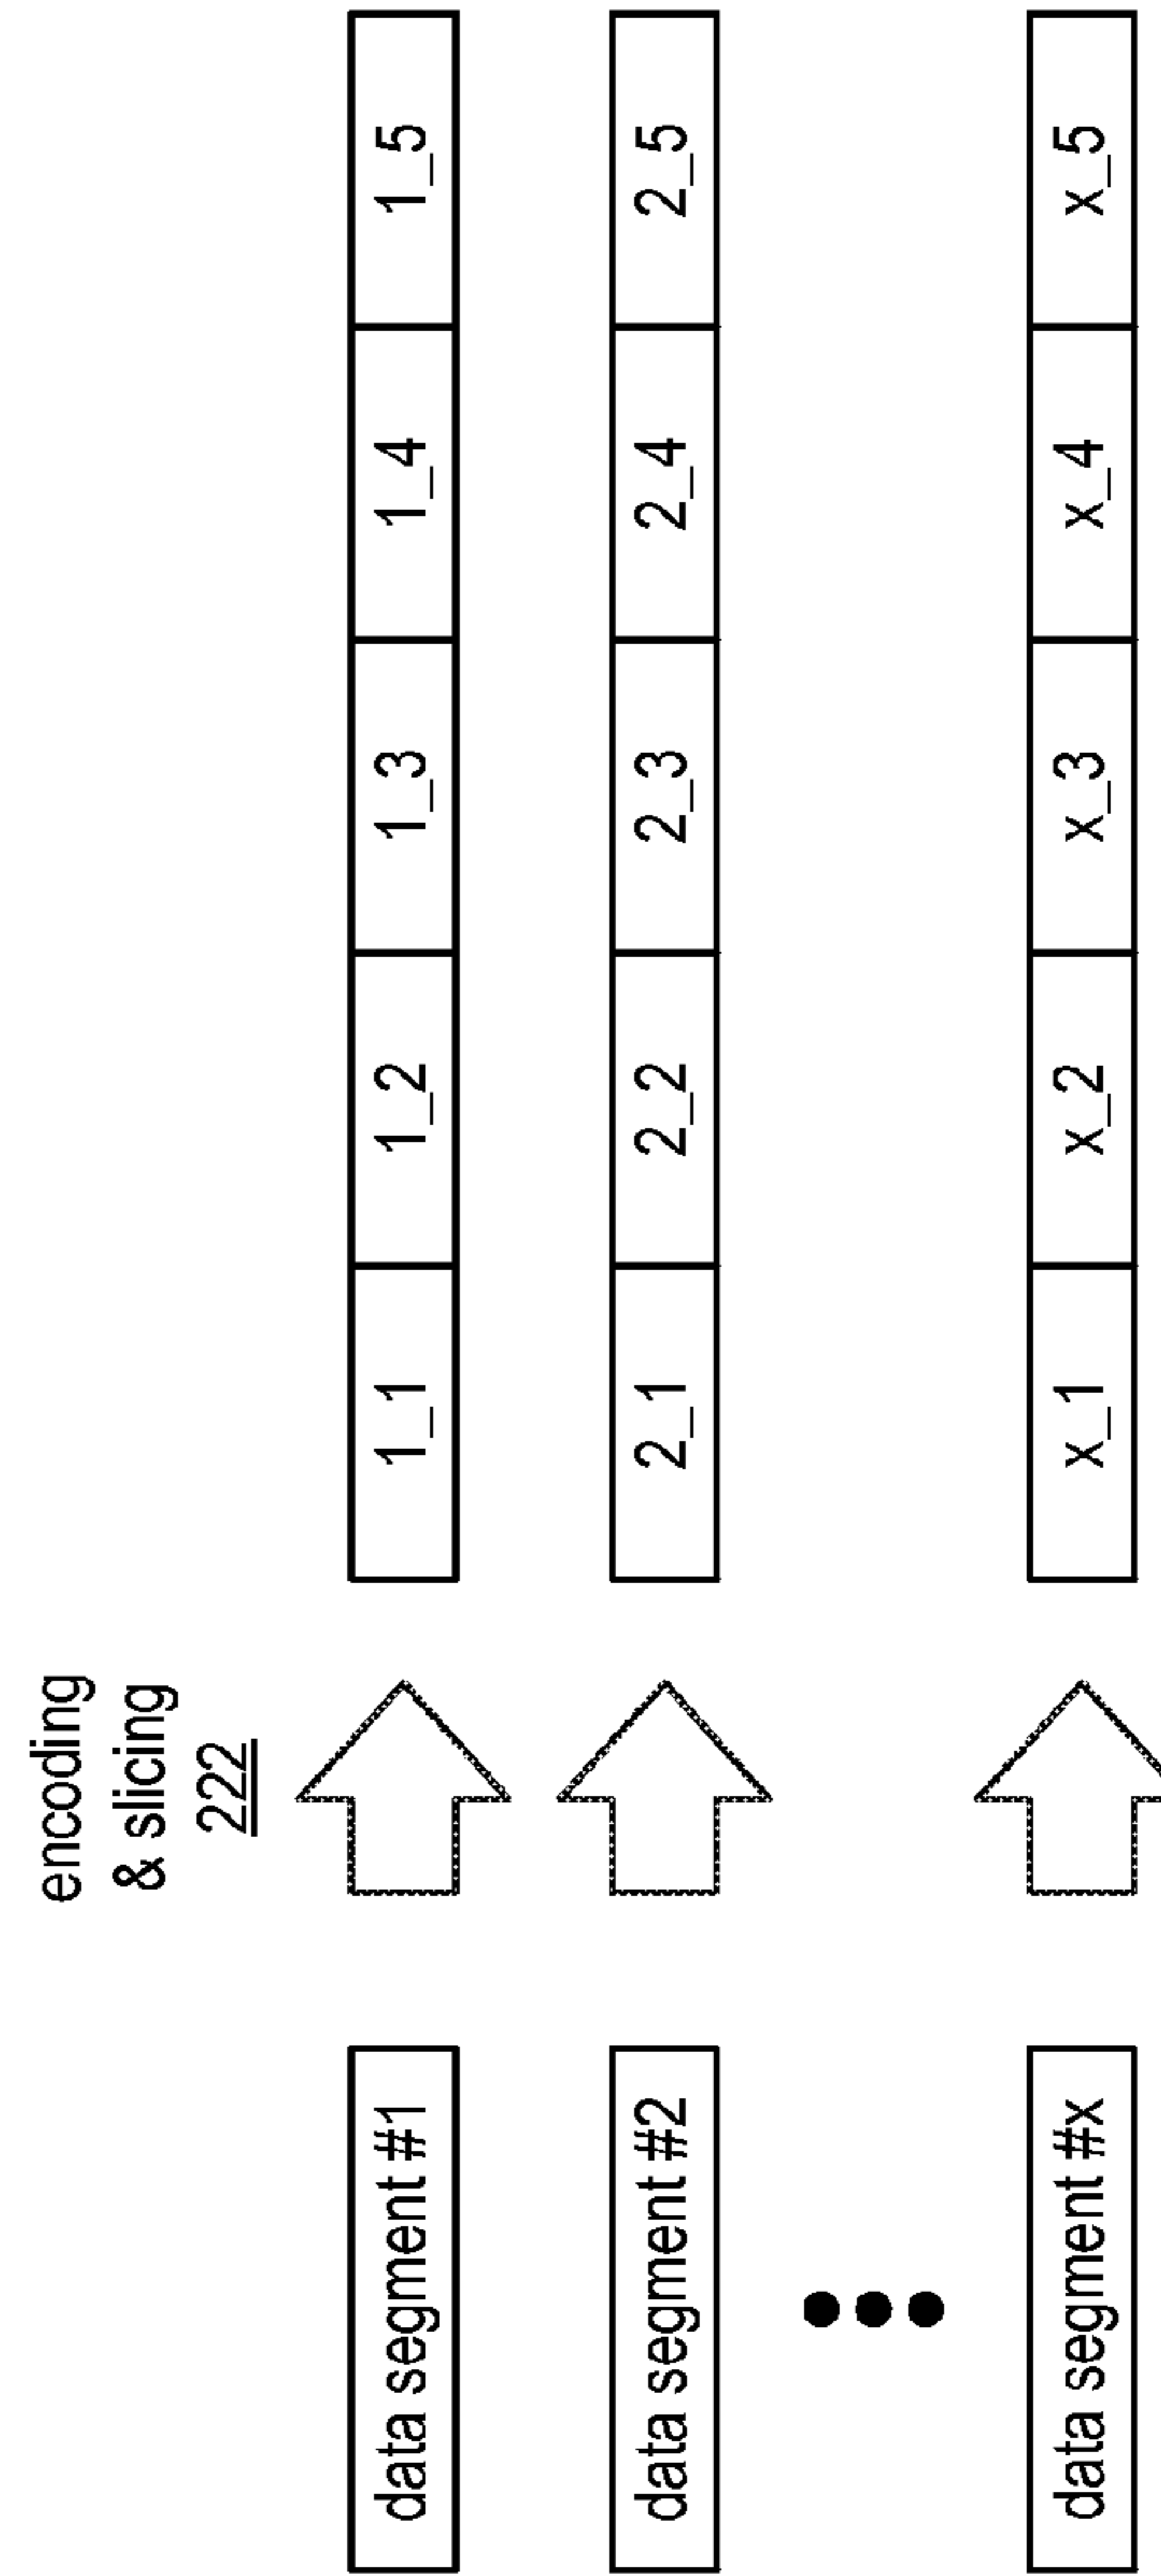 encoding
& slicing
222
data segment #1
1_1
1_2
1_3
1_4
1_5
data segment #2
2_1
2_2
2_3
2_4
2_5
data segment #x
x_1
x_2
x_3
x_4
x_5